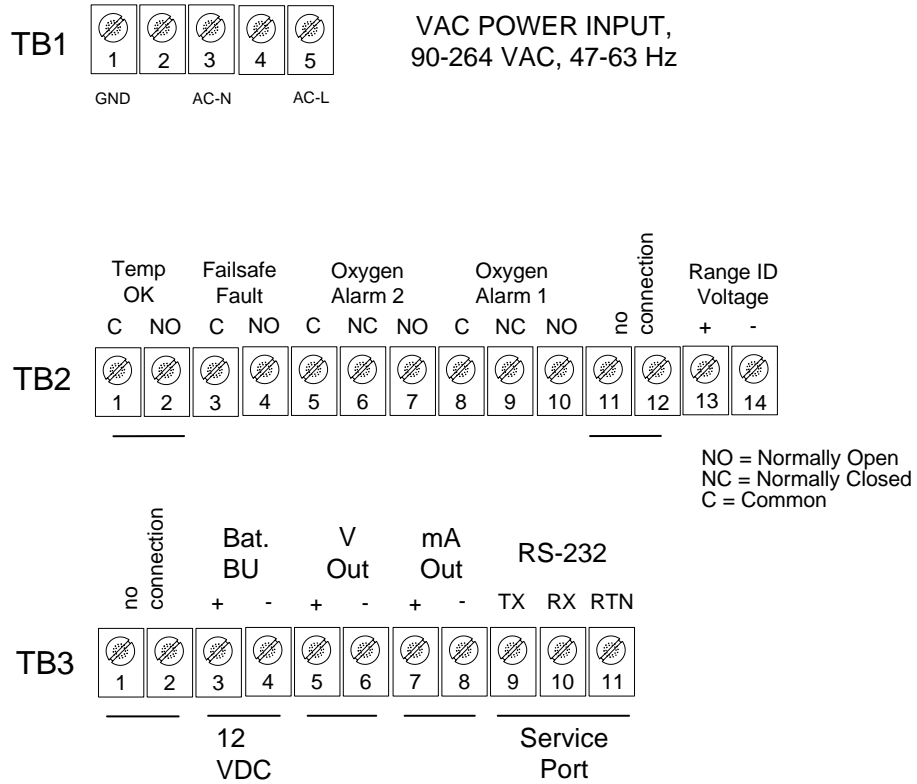 TB1
1 2 3 4 5
GND AC-N AC-L
VAC POWER INPUT,
90-264 VAC, 47-63 Hz
Temp
OK
Failsafe
Fault
Oxygen
Alarm 2
Oxygen
Alarm 1
no
connection
Range ID
Voltage
C NO C NO C NC NO C NC NO + -
TB2
1 2 3 4 5 6 7 8 9 10 11 12 13 14
NO = Normally Open
NC = Normally Closed
C = Common
no
connection
Bat.
BU
V
Out
mA
Out
RS-232
+ - + - + - TX RX RTN
TB3
1 2 3 4 5 6 7 8 9 10 11
12
VDC
Service
Port